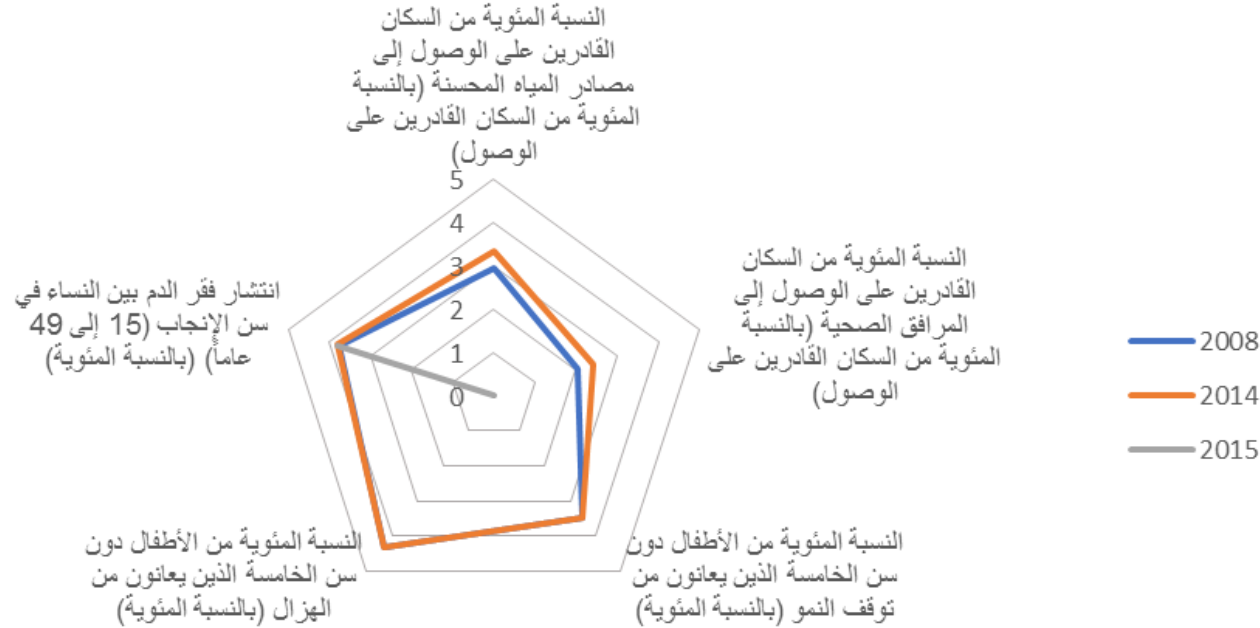 النسبة المئوية من السكان
القادرين على الوصول إلى
مصادر المياه المحسنة (بالنسبة
المئوية من السكان القادرين على
الوصول)
5
4
3
2
1
0
النسبة المئوية من السكان
القادرين على الوصول إلى
المرافق الصحية (بالنسبة
المئوية من السكان القادرين على
الوصول)
انتشار فقر الدم بين النساء في
سن الإنجاب (15 إلى 49
عاماً) (بالنسبة المئوية)
2008
2014
2015
النسبة المئوية من الأطفال دون
سن الخامسة الذين يعانون من
توقف النمو (بالنسبة المئوية)
النسبة المئوية من الأطفال دون
سن الخامسة الذين يعانون من
الهزال (بالنسبة المئوية)